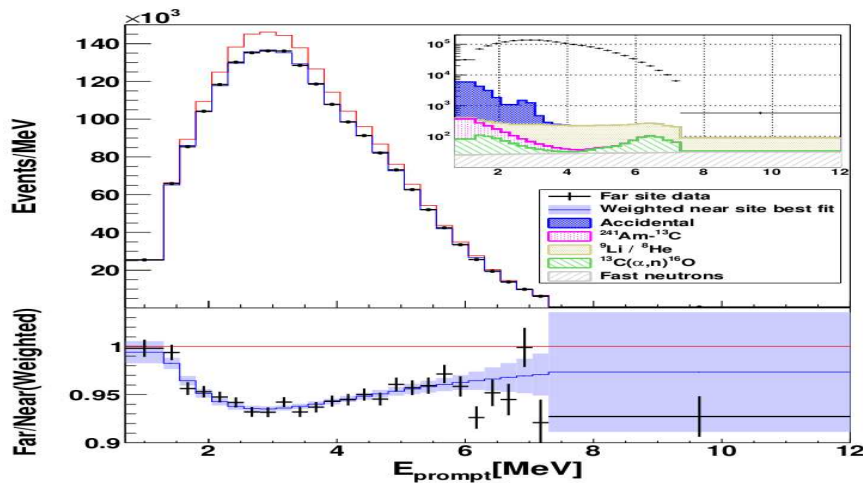 ×10³
140
120
100
80
60
40
20
Events/MeV
10⁵
10⁴
10³
10²
2 4 6 8 10 12
Far site data
Weighted near site best fit
Accidental
²⁴¹Am-¹³C
⁹Li / ⁸He
¹³C(α,n)¹⁶O
Fast neutrons
Far/Near(Weighted)
1
0.95
0.9
2 4 6 8 10 12
E_prompt[MeV]